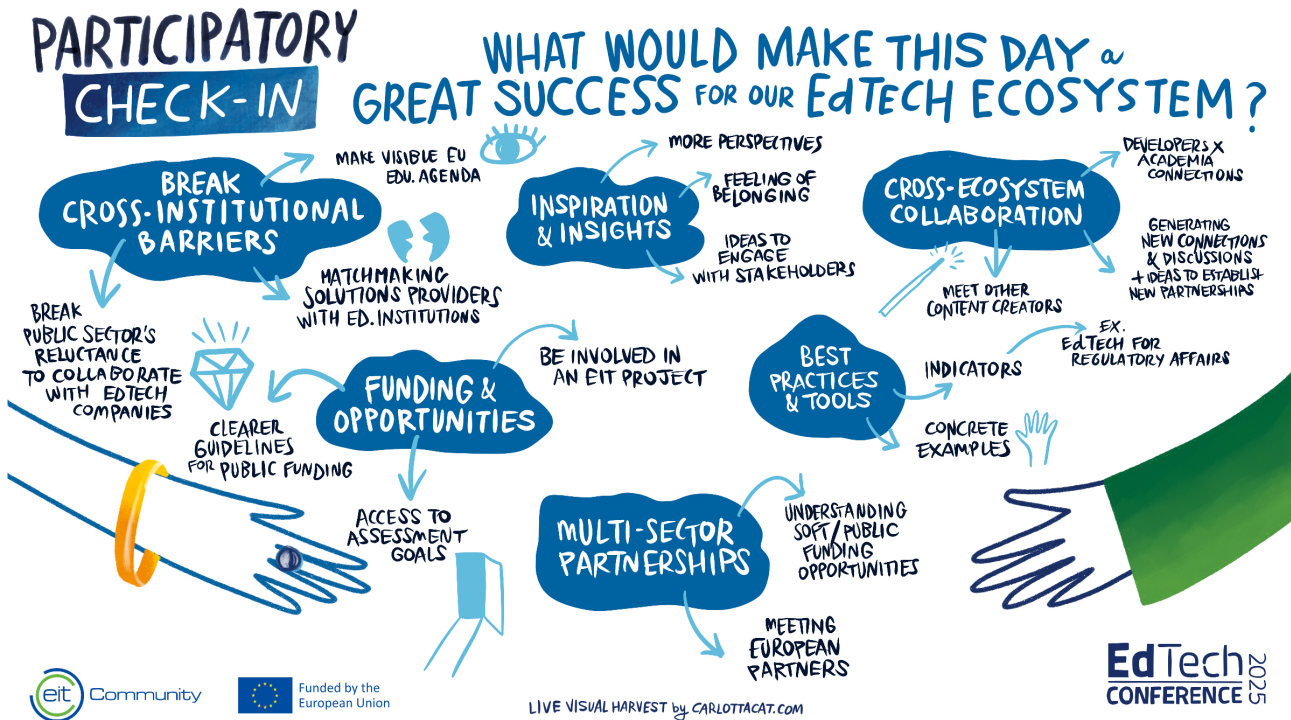 PARTICIPATORY
CHECK-IN
WHAT WOULD MAKE THIS DAY a
GREAT SUCCESS FOR OUR EdTECH ECOSYSTEM?
BREAK
CROSS-INSTITUTIONAL
BARRIERS
MAKE VISIBLE EU
EDU. AGENDA
MATCHMAKING
SOLUTIONS PROVIDERS
WITH ED. INSTITUTIONS
BREAK
PUBLIC SECTOR'S
RELUCTANCE
TO COLLABORATE
WITH EDTECH
COMPANIES
INSPIRATION
& INSIGHTS
MORE PERSPECTIVES
FEELING OF
BELONGING
IDEAS TO
ENGAGE
WITH STAKEHOLDERS
CROSS-ECOSYSTEM
COLLABORATION
DEVELOPERS X
ACADEMIA
CONNECTIONS
GENERATING
NEW CONNECTIONS
& DISCUSSIONS
+ IDEAS TO ESTABLISH
NEW PARTNERSHIPS
MEET OTHER
CONTENT CREATORS
FUNDING &
OPPORTUNITIES
BE INVOLVED IN
AN EIT PROJECT
CLEARER
GUIDELINES
FOR PUBLIC FUNDING
ACCESS TO
ASSESSMENT
GOALS
BEST
PRACTICES
& TOOLS
INDICATORS
EX.
EdTECH FOR
REGULATORY AFFAIRS
CONCRETE
EXAMPLES
MULTI-SECTOR
PARTNERSHIPS
UNDERSTANDING
SOFT/PUBLIC
FUNDING
OPPORTUNITIES
MEETING
EUROPEAN
PARTNERS
eit Community
Funded by the
European Union
LIVE VISUAL HARVEST by CARLOTTACAT.COM
EdTech
CONFERENCE
2025